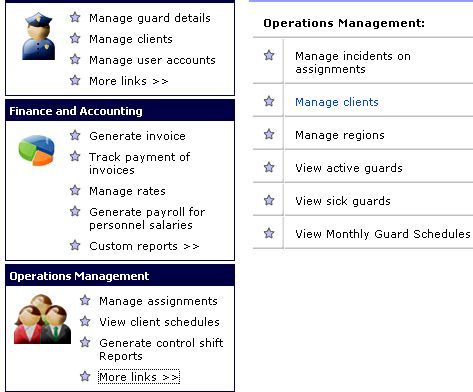 Manage guard details
Manage clients
Manage user accounts
More links >>
Finance and Accounting
Generate invoice
Track payment of
invoices
Manage rates
Generate payroll for
personnel salaries
Custom reports >>
Operations Management
Manage assignments
View client schedules
Generate control shift
Reports
More links >>
Operations Management:
Manage incidents on
assignments
Manage clients
Manage regions
View active guards
View sick guards
View Monthly Guard Schedules